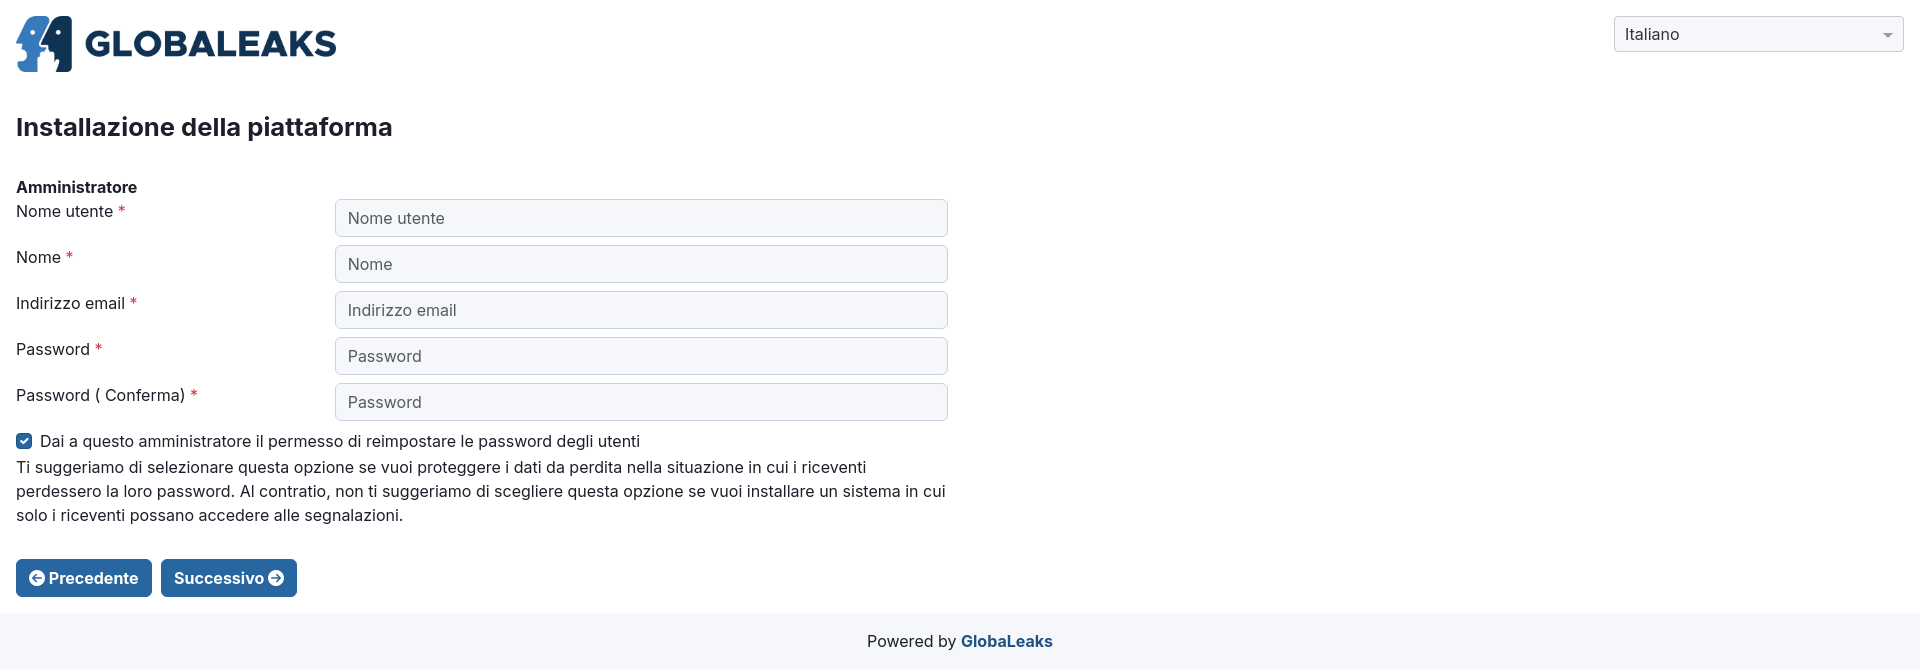 GLOBALEAKS
Italiano
Installazione della piattaforma
Amministratore
Nome utente *
Nome utente
Nome *
Nome
Indirizzo email *
Indirizzo email
Password *
Password
Password ( Conferma) *
Password
Dai a questo amministratore il permesso di reimpostare le password degli utenti
Ti suggeriamo di selezionare questa opzione se vuoi proteggere i dati da perdita nella situazione in cui i riceventi
perdessero la loro password. Al contratio, non ti suggeriamo di scegliere questa opzione se vuoi installare un sistema in cui
solo i riceventi possano accedere alle segnalazioni.
Precedente
Successivo
Powered by GlobaLeaks